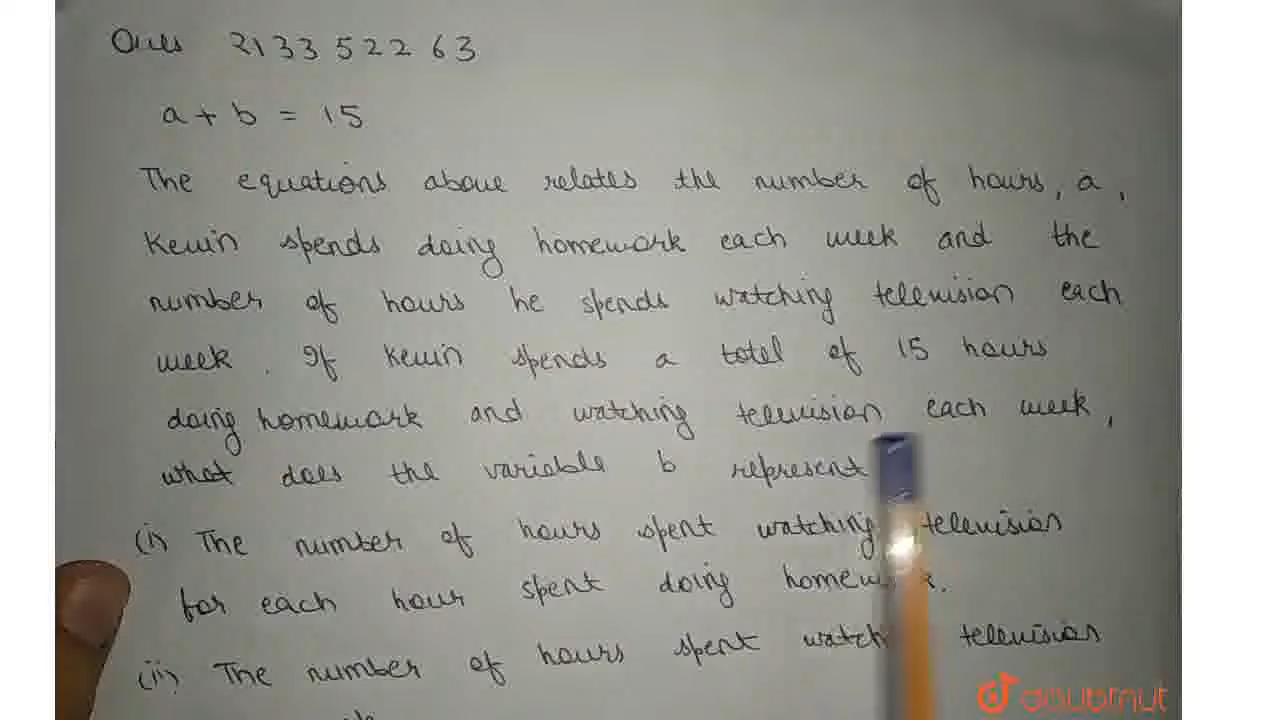 Ques 213352263
a + b = 15
The equations above relates the number of hours, a,
Kevin spends doing homework each week and the
number of hours he spends watching television each
week. If Kevin spends a total of 15 hours
doing homework and watching television each week,
what does the variable b represent
(i) The number of hours spent watching television
for each hour spent doing
(ii) The number of hours spent television
doubtnut